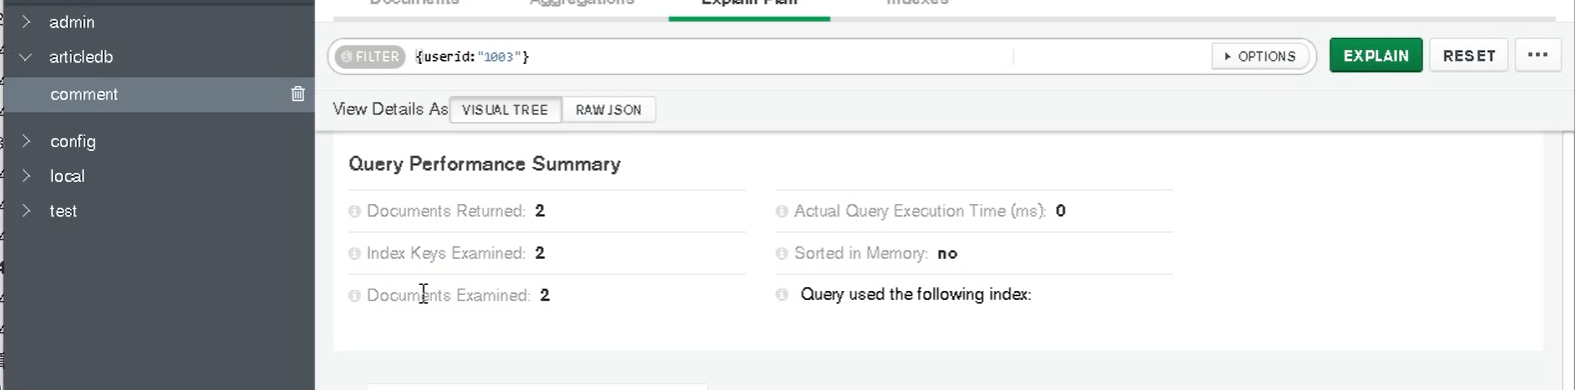 Documents Aggregations Explain Plan Indexes
admin
articledb
comment
config
local
test
FILTER {userid:"1003"} OPTIONS EXPLAIN RESET ...
View Details As VISUAL TREE RAW JSON
Query Performance Summary
Documents Returned: 2 Actual Query Execution Time (ms): 0
Index Keys Examined: 2 Sorted in Memory: no
Documents Examined: 2 Query used the following index: